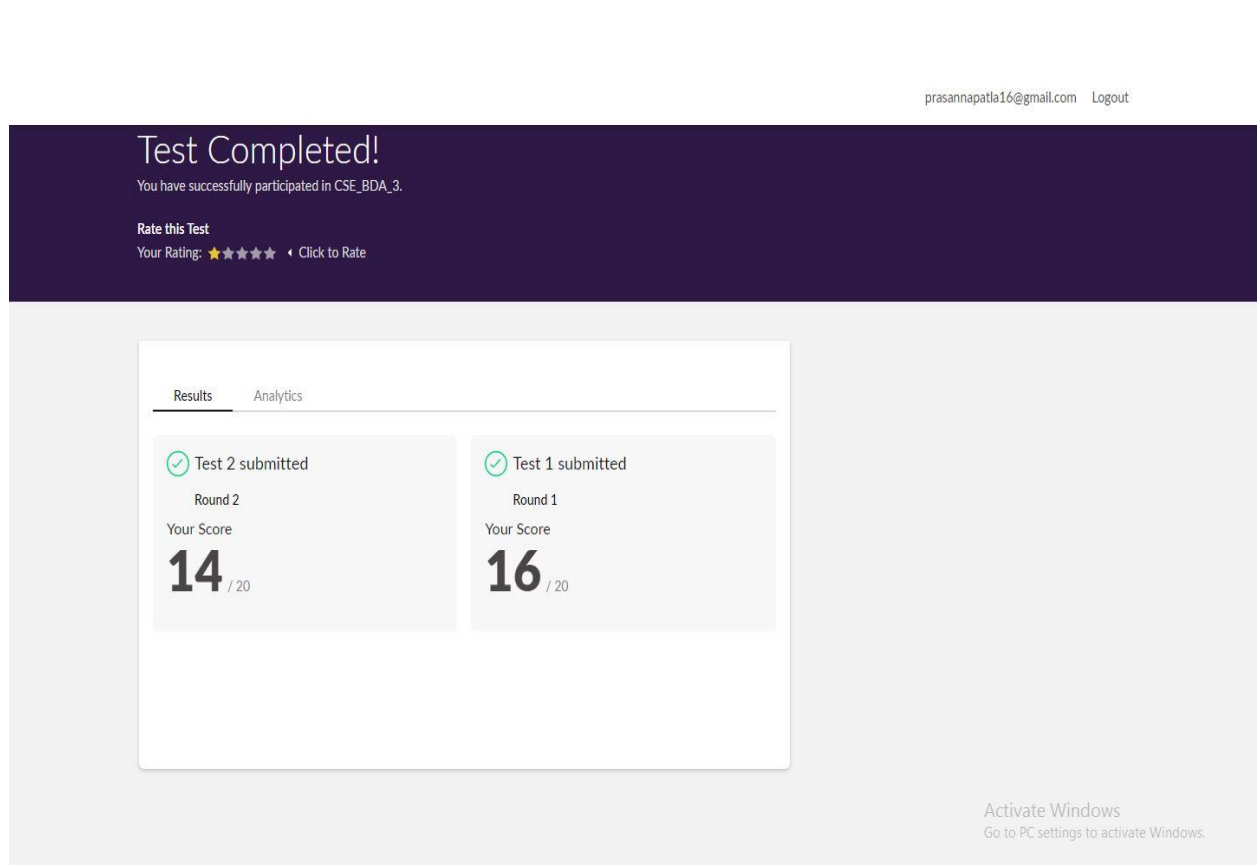 prasannapatla16@gmail.com Logout
Test Completed!
You have successfully participated in CSE_BDA_3.
Rate this Test
Your Rating: Click to Rate
Results Analytics
Test 2 submitted
Round 2
Your Score
14 / 20
Test 1 submitted
Round 1
Your Score
16 / 20
Activate Windows
Go to PC settings to activate Windows.